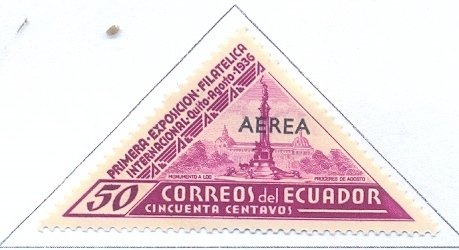 PRIMERA·EXPOSICION·FILATELICA
INTERNACIONAL·Quito·Agosto·1936
AEREA
MONUMENTO A LOS PROCERES DE AGOSTO
50
CORREOS del ECUADOR
CINCUENTA CENTAVOS